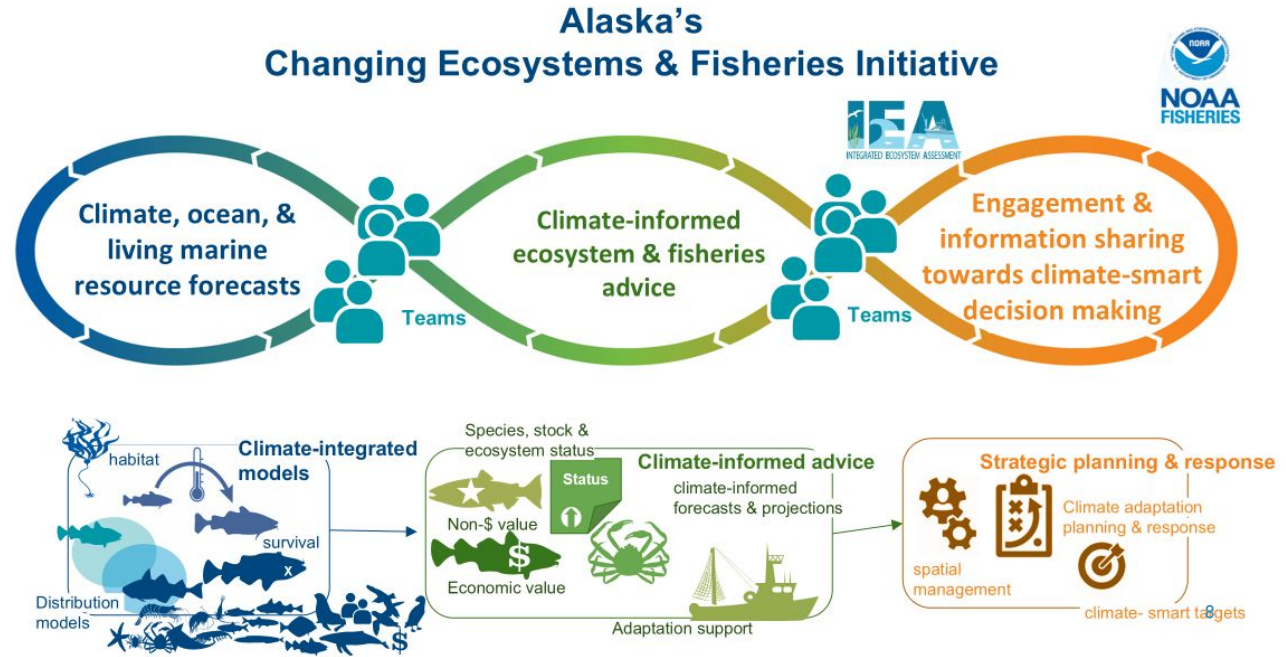 Alaska's
Changing Ecosystems & Fisheries Initiative
NOAA
NOAA
FISHERIES
IEA
INTEGRATED ECOSYSTEM ASSESSMENT
Climate, ocean, &
living marine
resource forecasts
Teams
Climate-informed
ecosystem & fisheries
advice
Teams
Engagement &
information sharing
towards climate-smart
decision making
habitat
Climate-integrated
models
survival
x
Distribution
models
$
Species, stock &
ecosystem status
Status
Non-$ value
$
Economic value
Climate-informed advice
climate-informed
forecasts & projections
Adaptation support
Strategic planning & response
Climate adaptation
planning & response
spatial
management
climate- smart targets
8